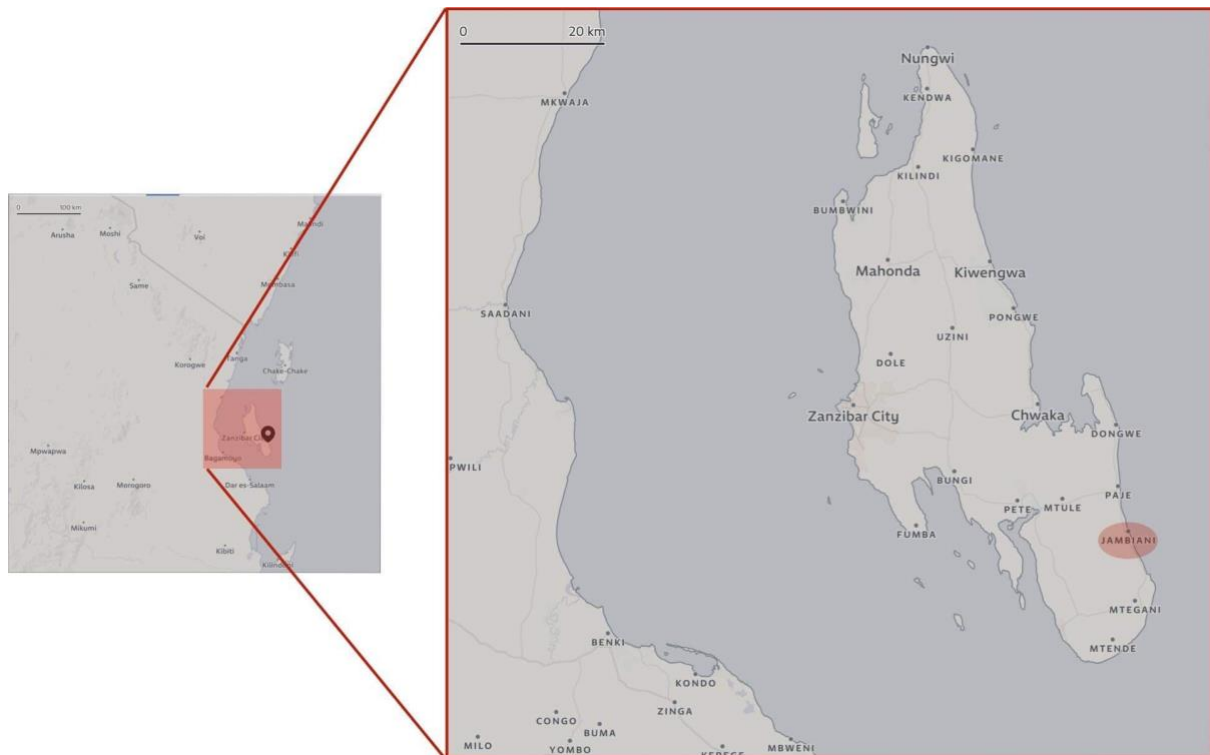 0 100 km
Arusha
Moshi
Voi
Malindi
Kilifi
Same
Mombasa
Korogwe
Tanga
Chake-Chake
Zanzibar City
Bagamoyo
Mpwapwa
Kilosa
Morogoro
Dar es-Salaam
Mikumi
Kibiti
Kilindoni
0 20 km
Nungwi
MKWAJA
KENDWA
KIGOMANE
KILINDI
BUMBWINI
Mahonda
Kiwengwa
SAADANI
PONGWE
UZINI
DOLE
Zanzibar City
Chwaka
DONGWE
PWILI
BUNGI
PAJE
PETE
MTULE
FUMBA
JAMBIANI
MTEGANI
BENKI
MTENDE
KONDO
ZINGA
CONGO
BUMA
MILO
YOMBO
KEREGE
MBWENI